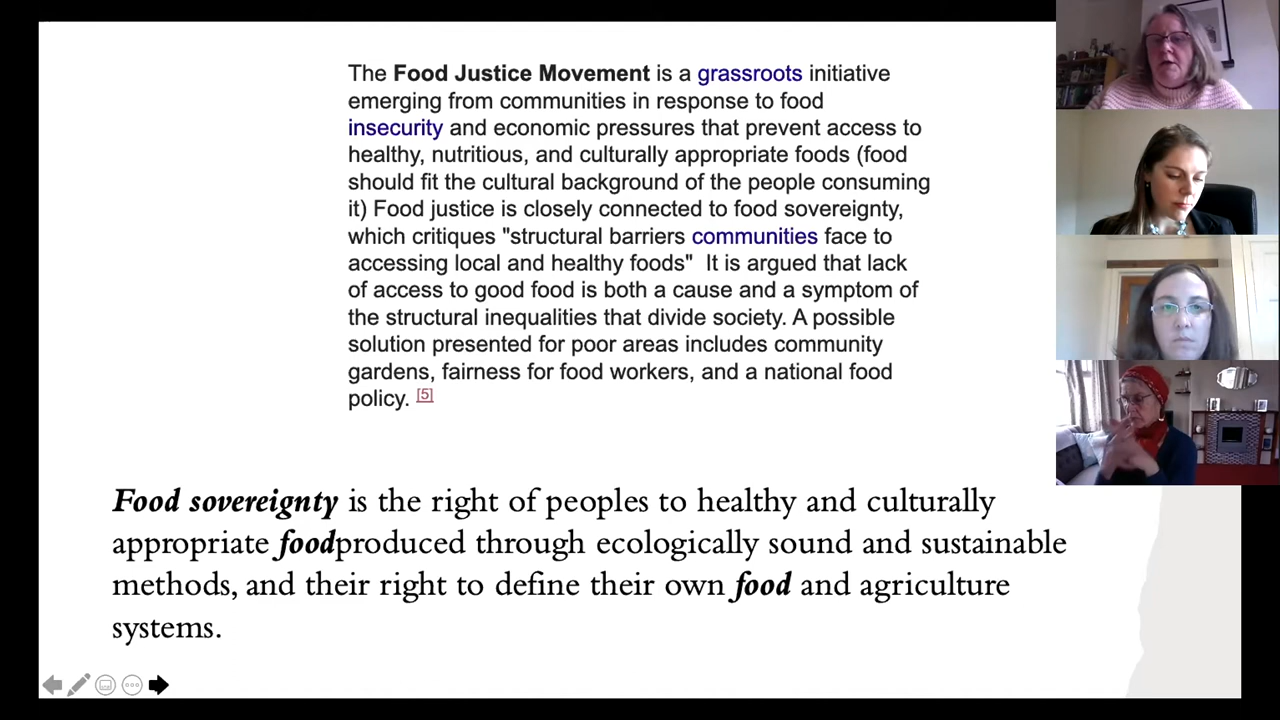 The Food Justice Movement is a grassroots initiative
emerging from communities in response to food
insecurity and economic pressures that prevent access to
healthy, nutritious, and culturally appropriate foods (food
should fit the cultural background of the people consuming
it) Food justice is closely connected to food sovereignty,
which critiques "structural barriers communities face to
accessing local and healthy foods"  It is argued that lack
of access to good food is both a cause and a symptom of
the structural inequalities that divide society. A possible
solution presented for poor areas includes community
gardens, fairness for food workers, and a national food
policy. [5]
Food sovereignty is the right of peoples to healthy and culturally
appropriate foodproduced through ecologically sound and sustainable
methods, and their right to define their own food and agriculture
systems.